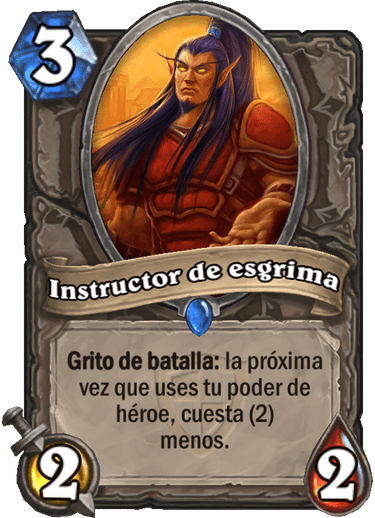 3
Instructor de esgrima
Grito de batalla: la próxima
vez que uses tu poder de
héroe, cuesta (2)
menos.
2
2